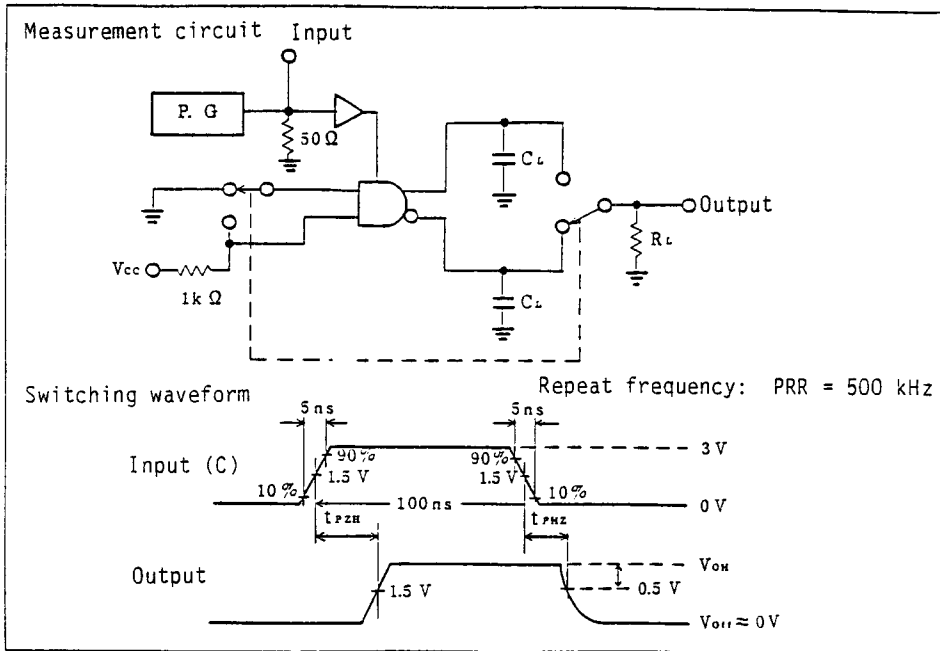 Measurement circuit Input
P. G
50Ω
CL
Output
RL
Vcc
1k Ω
CL
Switching waveform
Repeat frequency: PRR = 500 kHz
5 ns
5 ns
Input (C)
90%
1.5 V
10%
90%
1.5 V
10%
3 V
0 V
100 ns
tPZH
tPHZ
Output
1.5 V
VOH
0.5 V
Voff ≈ 0 V